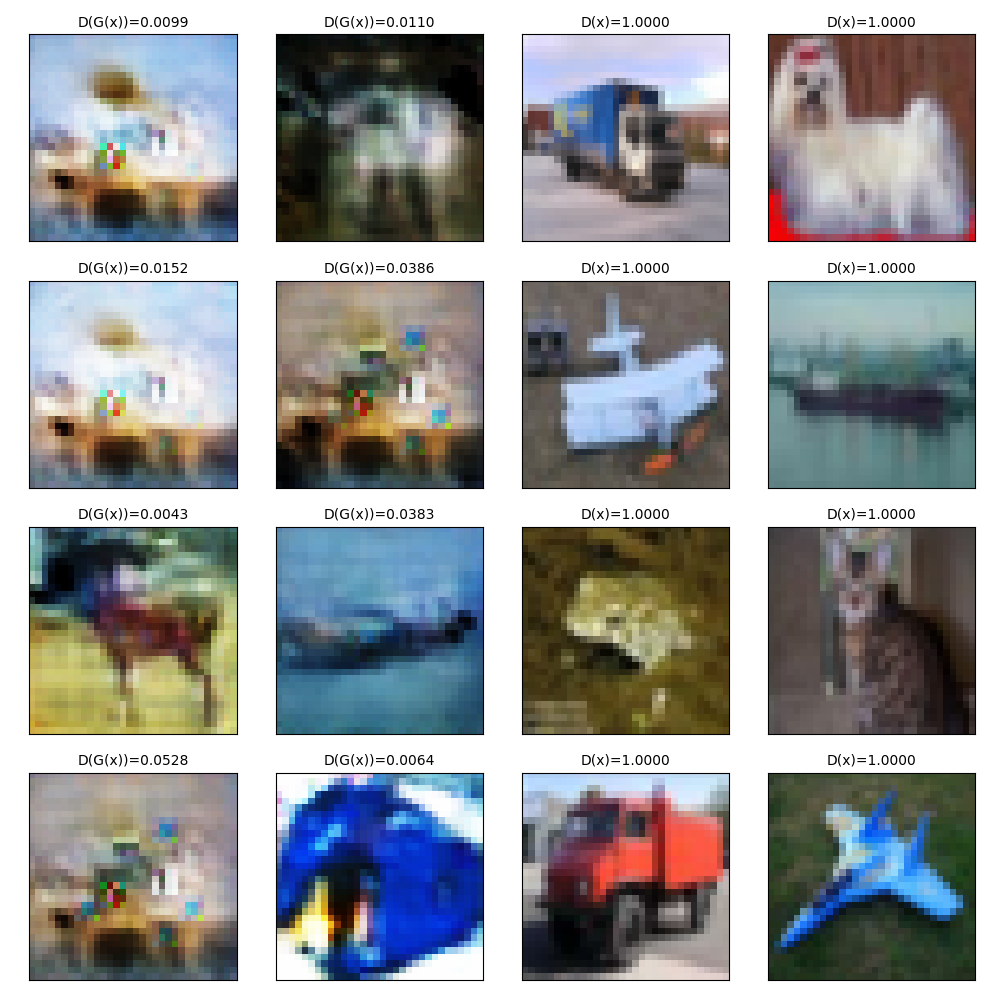 D(G(x))=0.0099
D(G(x))=0.0110
D(x)=1.0000
D(x)=1.0000
D(G(x))=0.0152
D(G(x))=0.0386
D(x)=1.0000
D(x)=1.0000
D(G(x))=0.0043
D(G(x))=0.0383
D(x)=1.0000
D(x)=1.0000
D(G(x))=0.0528
D(G(x))=0.0064
D(x)=1.0000
D(x)=1.0000